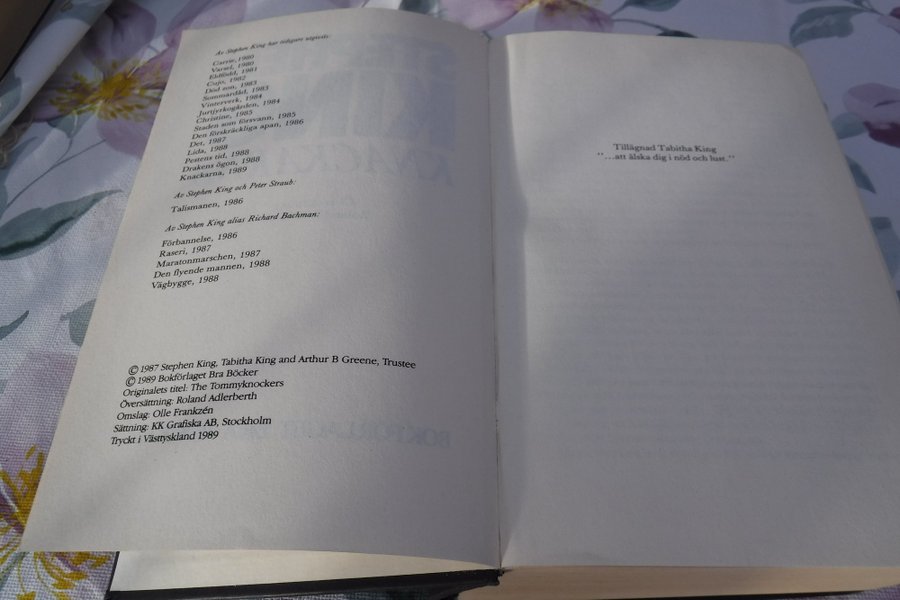 Av Stephen King har tidigare utgivits:
Carrie, 1980
Varsel, 1980
Eldfödd, 1981
Cujo, 1982
Död zon, 1983
Sommardåd, 1983
Vinterverk, 1984
Jurtjyrkogården, 1984
Christine, 1985
Staden som försvann, 1985
Den förskräckliga apan, 1986
Det, 1987
Lida, 1988
Pestens tid, 1988
Drakens ögon, 1988
Knackarna, 1989
Av Stephen King och Peter Straub:
Talismanen, 1986
Av Stephen King alias Richard Bachman:
Förbannelse, 1986
Raseri, 1987
Maratonmarschen, 1987
Den flyende mannen, 1988
Vägbygge, 1988
© 1987 Stephen King, Tabitha King and Arthur B Greene, Trustee
© 1989 Bokförlaget Bra Böcker
Originalets titel: The Tommyknockers
Översättning: Roland Adlerberth
Omslag: Olle Frankzén
Sättning: KK Grafiska AB, Stockholm
Tryckt i Västtyskland 1989
Tillägnad Tabitha King
"...att älska dig i nöd och lust."